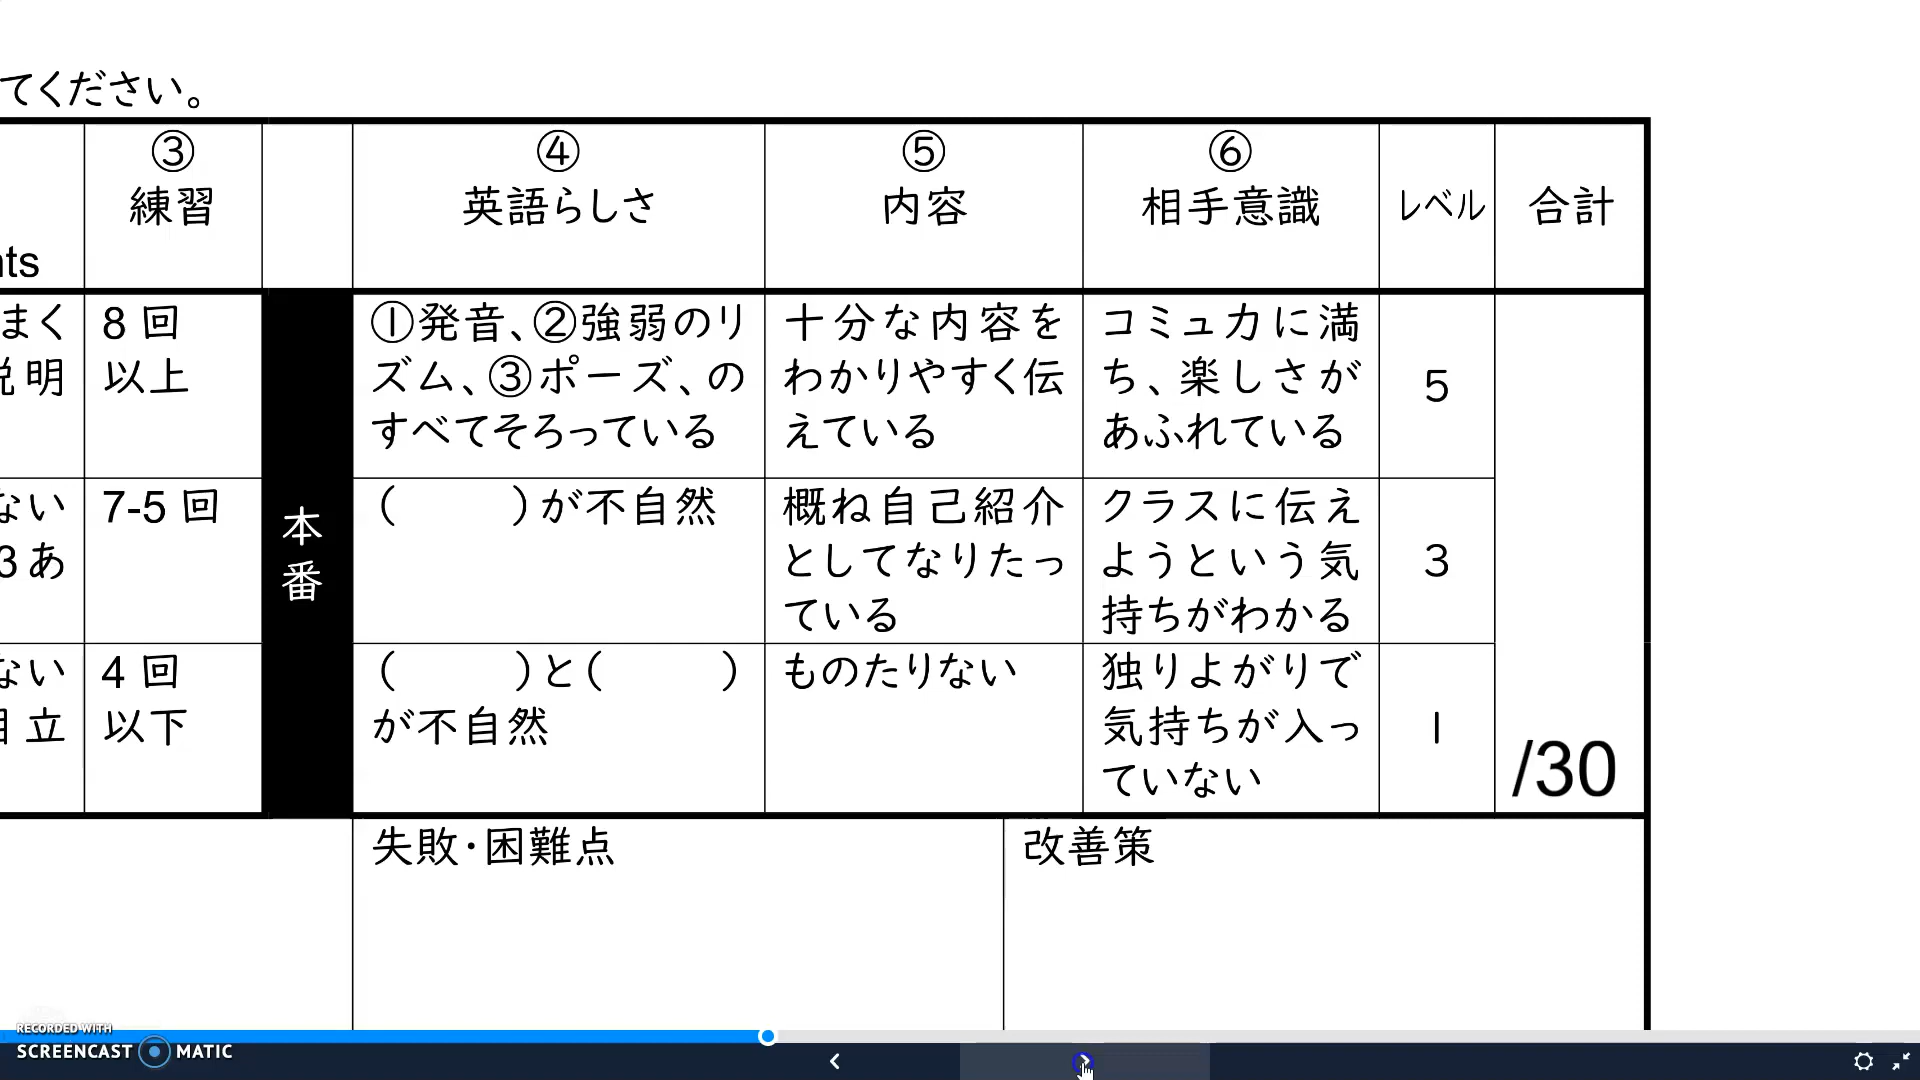 てください。
③
練習
④
英語らしさ
⑤
内容
⑥
相手意識
レベル
合計
nts
まく
説明
8 回
以上
本
番
①発音、②強弱のリ
ズム、③ポーズ、の
すべてそろっている
十分な内容を
わかりやすく伝
えている
コミュ力に満
ち、楽しさが
あふれている
5
ない
3あ
7-5 回
（　　　）が不自然
概ね自己紹介
としてなりたっ
ている
クラスに伝え
ようという気
持ちがわかる
3
ない
目立
4 回
以下
（　　　）と（　　　）
が不自然
ものたりない
独りよがりで
気持ちが入っ
ていない
1
/30
失敗・困難点
改善策
RECORDED WITH
SCREENCAST MATIC